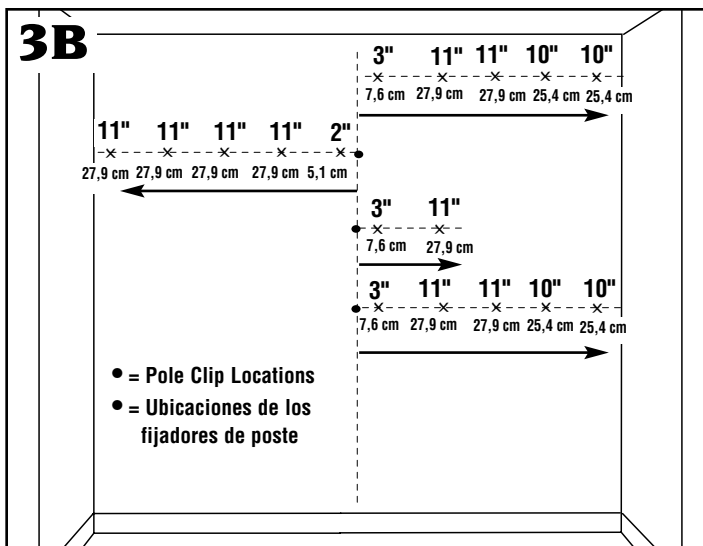 3B
3" 11" 11" 10" 10"
7,6 cm 27,9 cm 27,9 cm 25,4 cm 25,4 cm
11" 11" 11" 11" 2"
27,9 cm 27,9 cm 27,9 cm 27,9 cm 5,1 cm
3" 11"
7,6 cm 27,9 cm
3" 11" 11" 10" 10"
7,6 cm 27,9 cm 27,9 cm 25,4 cm 25,4 cm
● = Pole Clip Locations
● = Ubicaciones de los
fijadores de poste